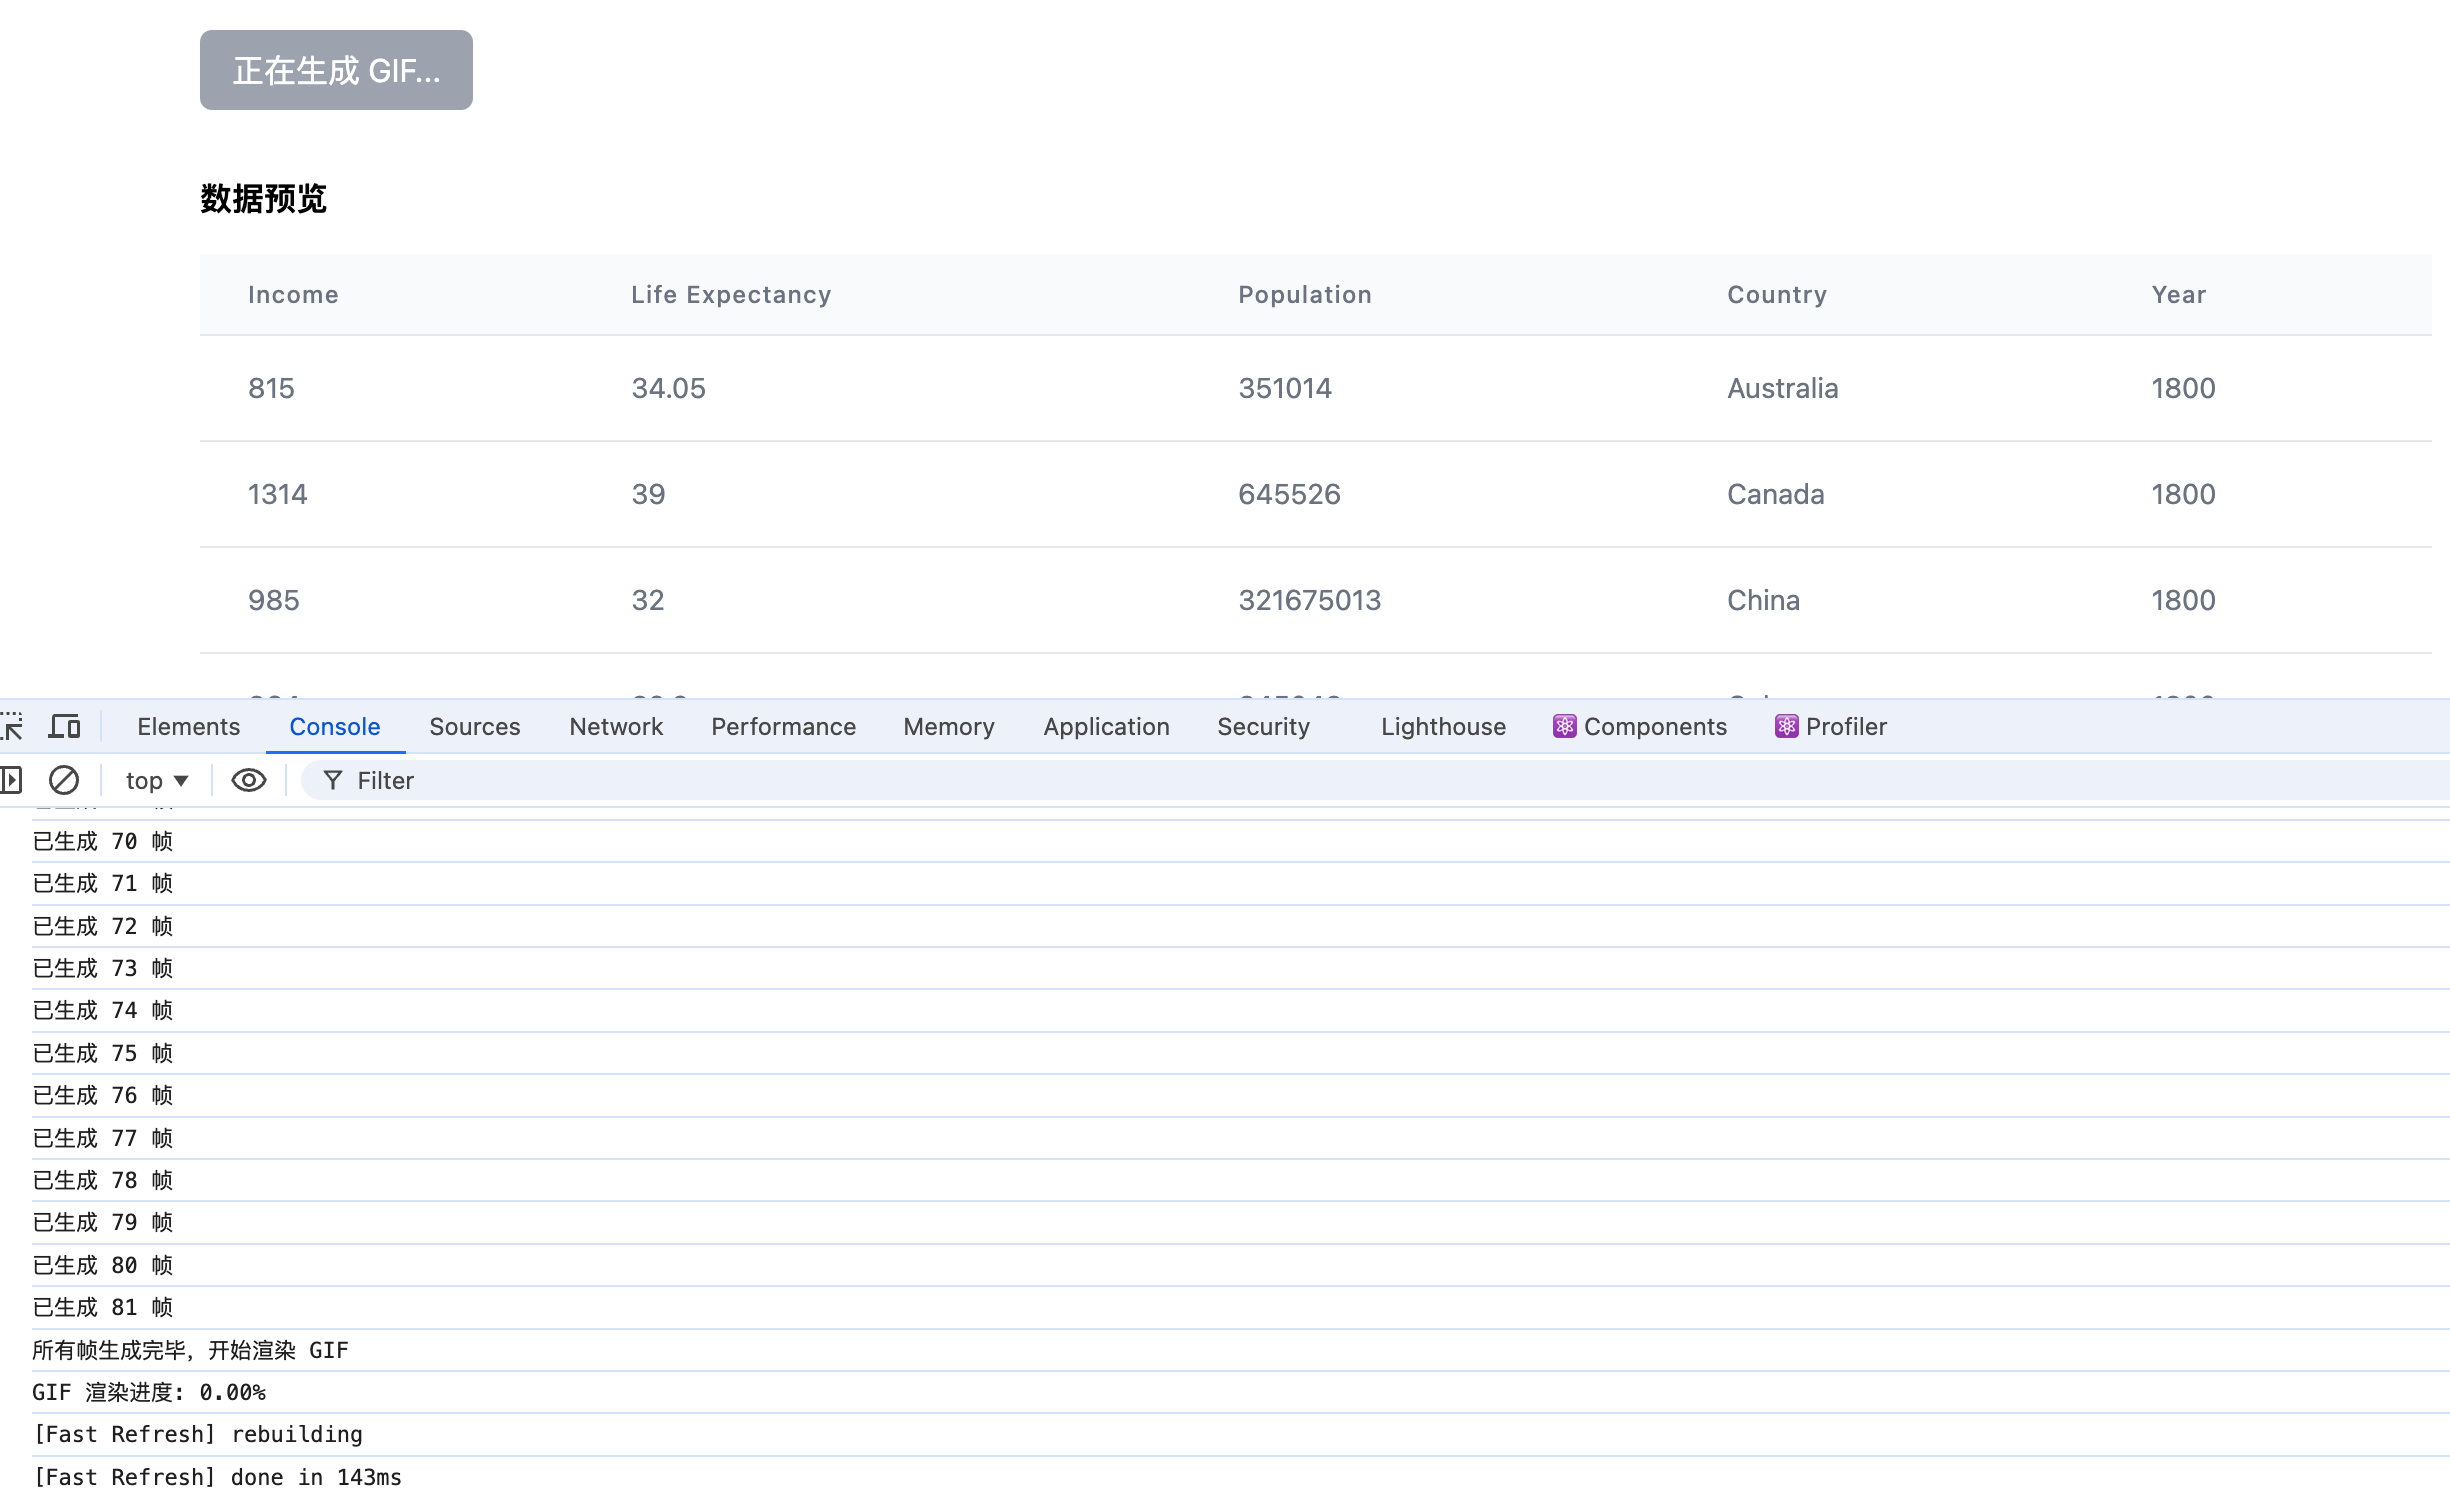 正在生成 GIF...
数据预览
Income Life Expectancy Population Country Year
815 34.05 351014 Australia 1800
1314 39 645526 Canada 1800
985 32 321675013 China 1800
Elements Console Sources Network Performance Memory Application Security Lighthouse Components Profiler
top Filter
已生成 70 帧
已生成 71 帧
已生成 72 帧
已生成 73 帧
已生成 74 帧
已生成 75 帧
已生成 76 帧
已生成 77 帧
已生成 78 帧
已生成 79 帧
已生成 80 帧
已生成 81 帧
所有帧生成完毕，开始渲染 GIF
GIF 渲染进度: 0.00%
[Fast Refresh] rebuilding
[Fast Refresh] done in 143ms